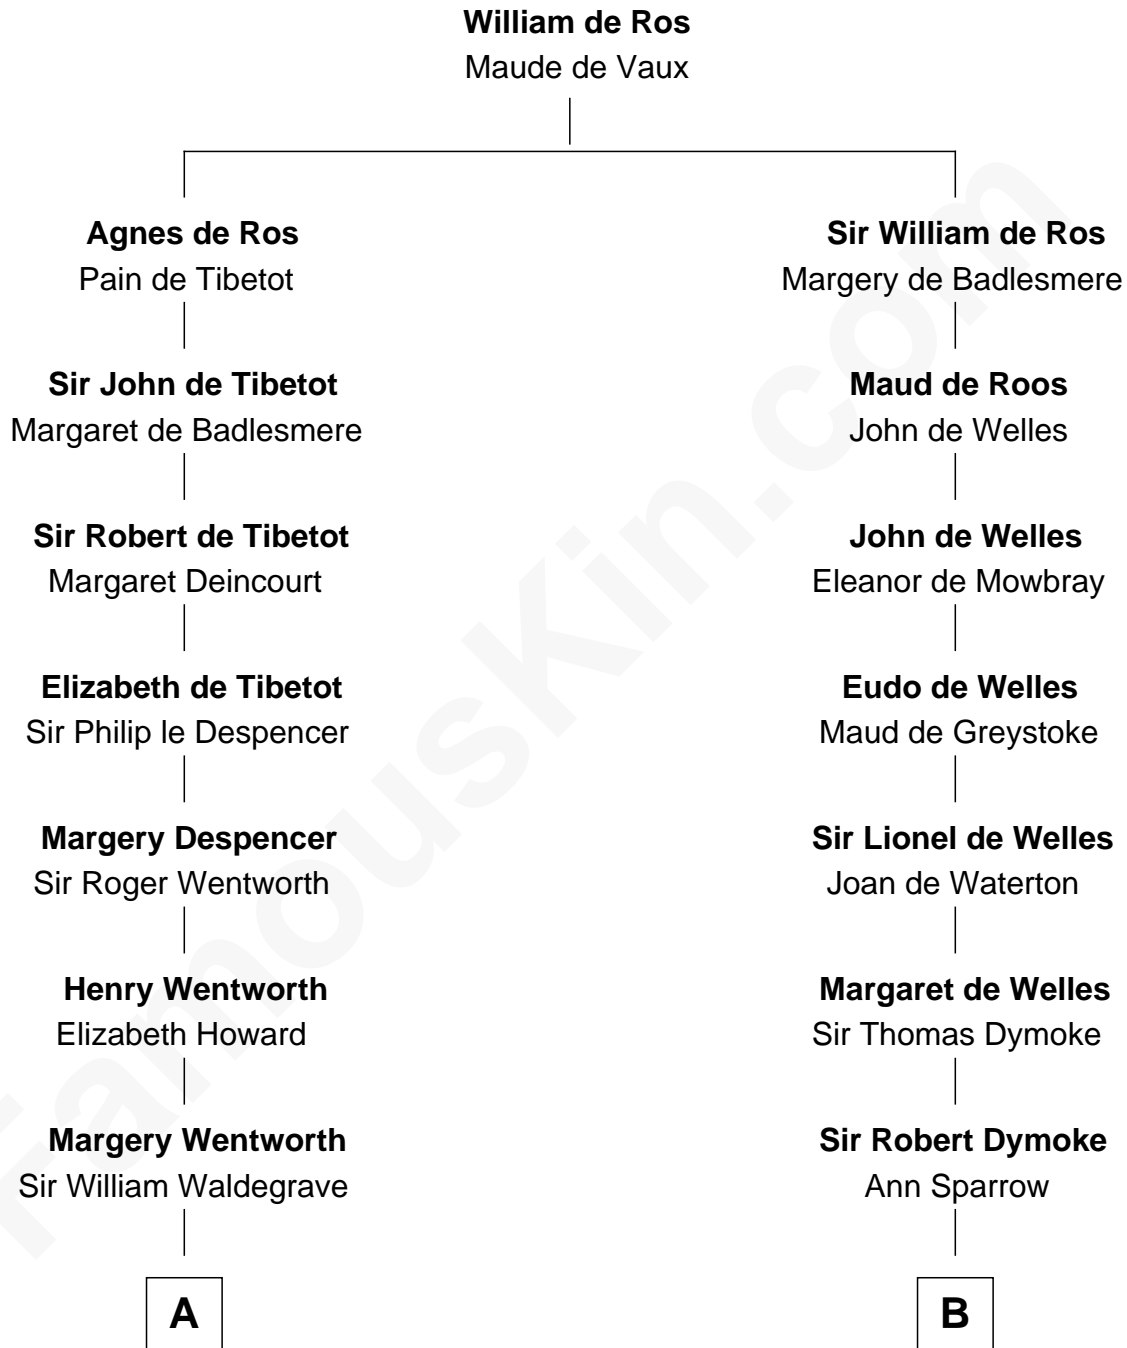 William de Ros
Maude de Vaux
Agnes de Ros
Pain de Tibetot
Sir William de Ros
Margery de Badlesmere
Sir John de Tibetot
Margaret de Badlesmere
Maud de Roos
John de Welles
Sir Robert de Tibetot
Margaret Deincourt
John de Welles
Eleanor de Mowbray
Elizabeth de Tibetot
Sir Philip le Despencer
Eudo de Welles
Maud de Greystoke
Margery Despencer
Sir Roger Wentworth
Sir Lionel de Welles
Joan de Waterton
Henry Wentworth
Elizabeth Howard
Margaret de Welles
Sir Thomas Dymoke
Margery Wentworth
Sir William Waldegrave
Sir Robert Dymoke
Ann Sparrow
A
B
FamousKin.com